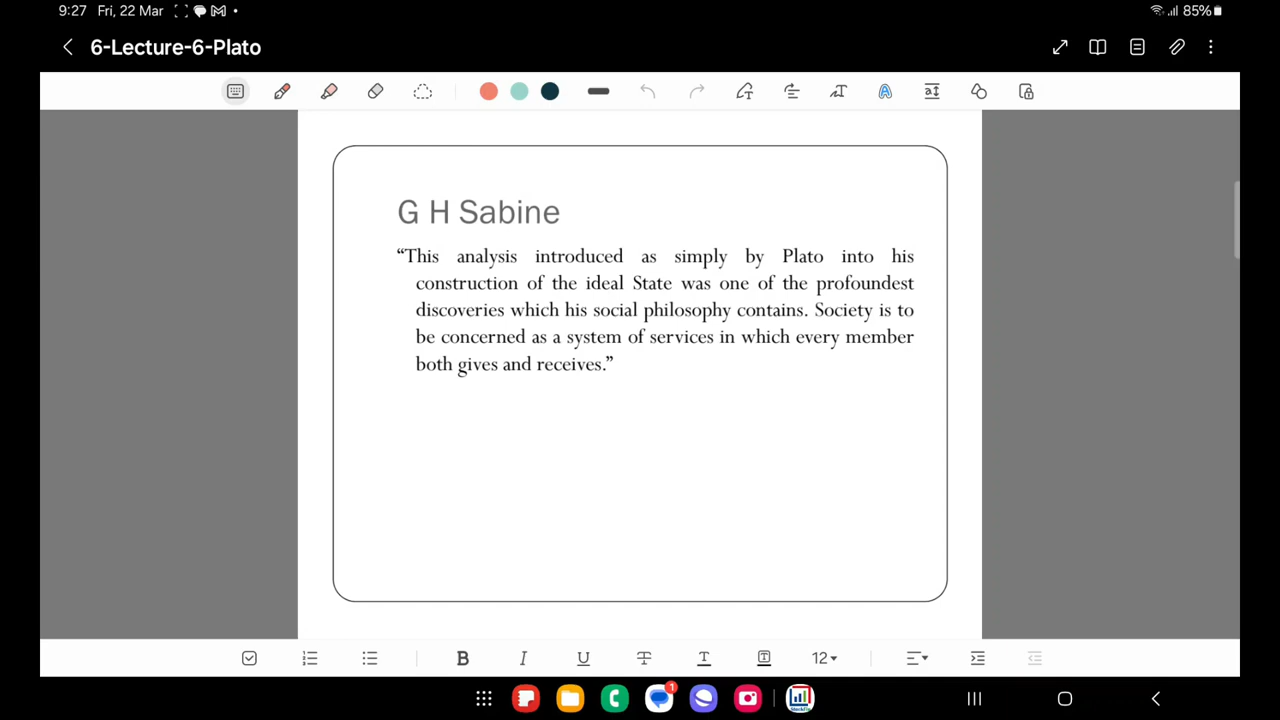 9:27 Fri, 22 Mar
85%
6-Lecture-6-Plato
G H Sabine
“This analysis introduced as simply by Plato into his
construction of the ideal State was one of the profoundest
discoveries which his social philosophy contains. Society is to
be concerned as a system of services in which every member
both gives and receives.”
B I U T T T 12
1